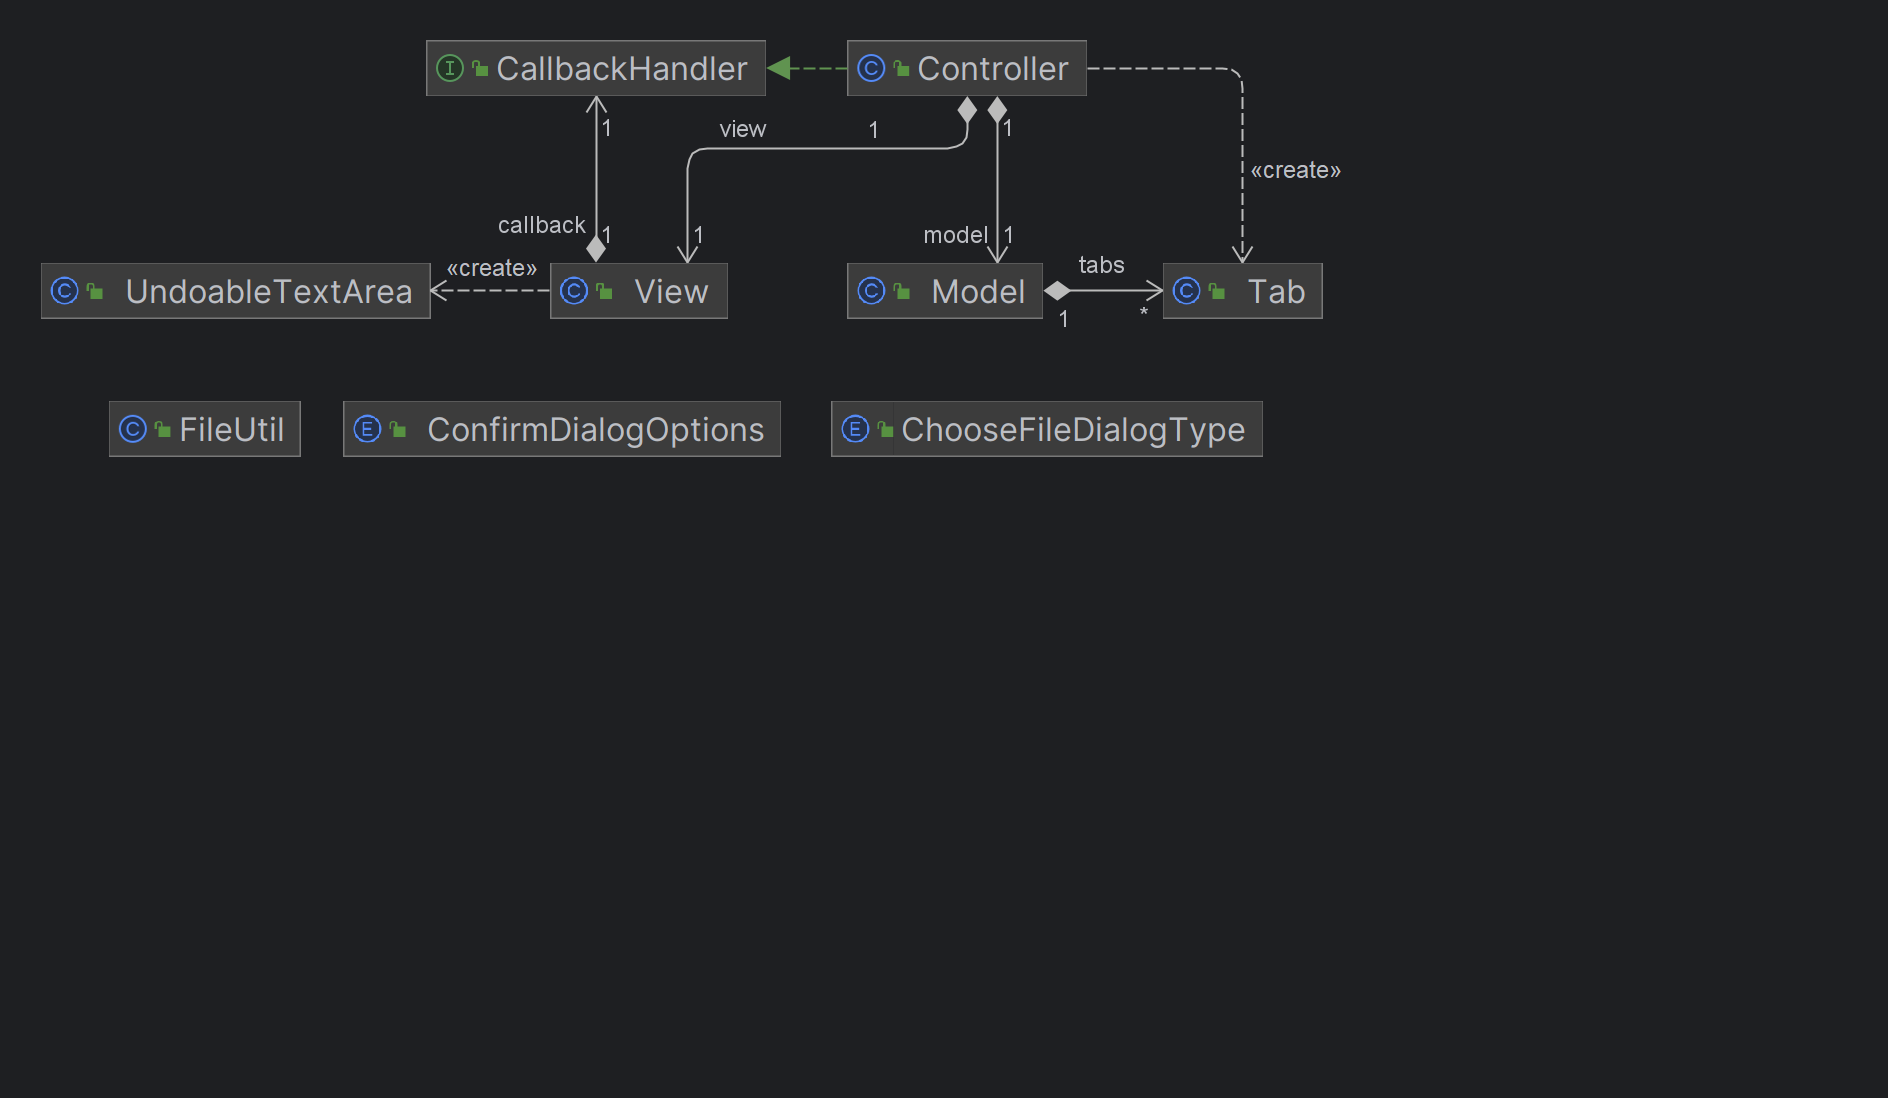 I CallbackHandler
C Controller
1
view
1
1
«create»
callback
1
1
model
1
«create»
tabs
C UndoableTextArea
C View
C Model
C Tab
1
*
C FileUtil
E ConfirmDialogOptions
E ChooseFileDialogType